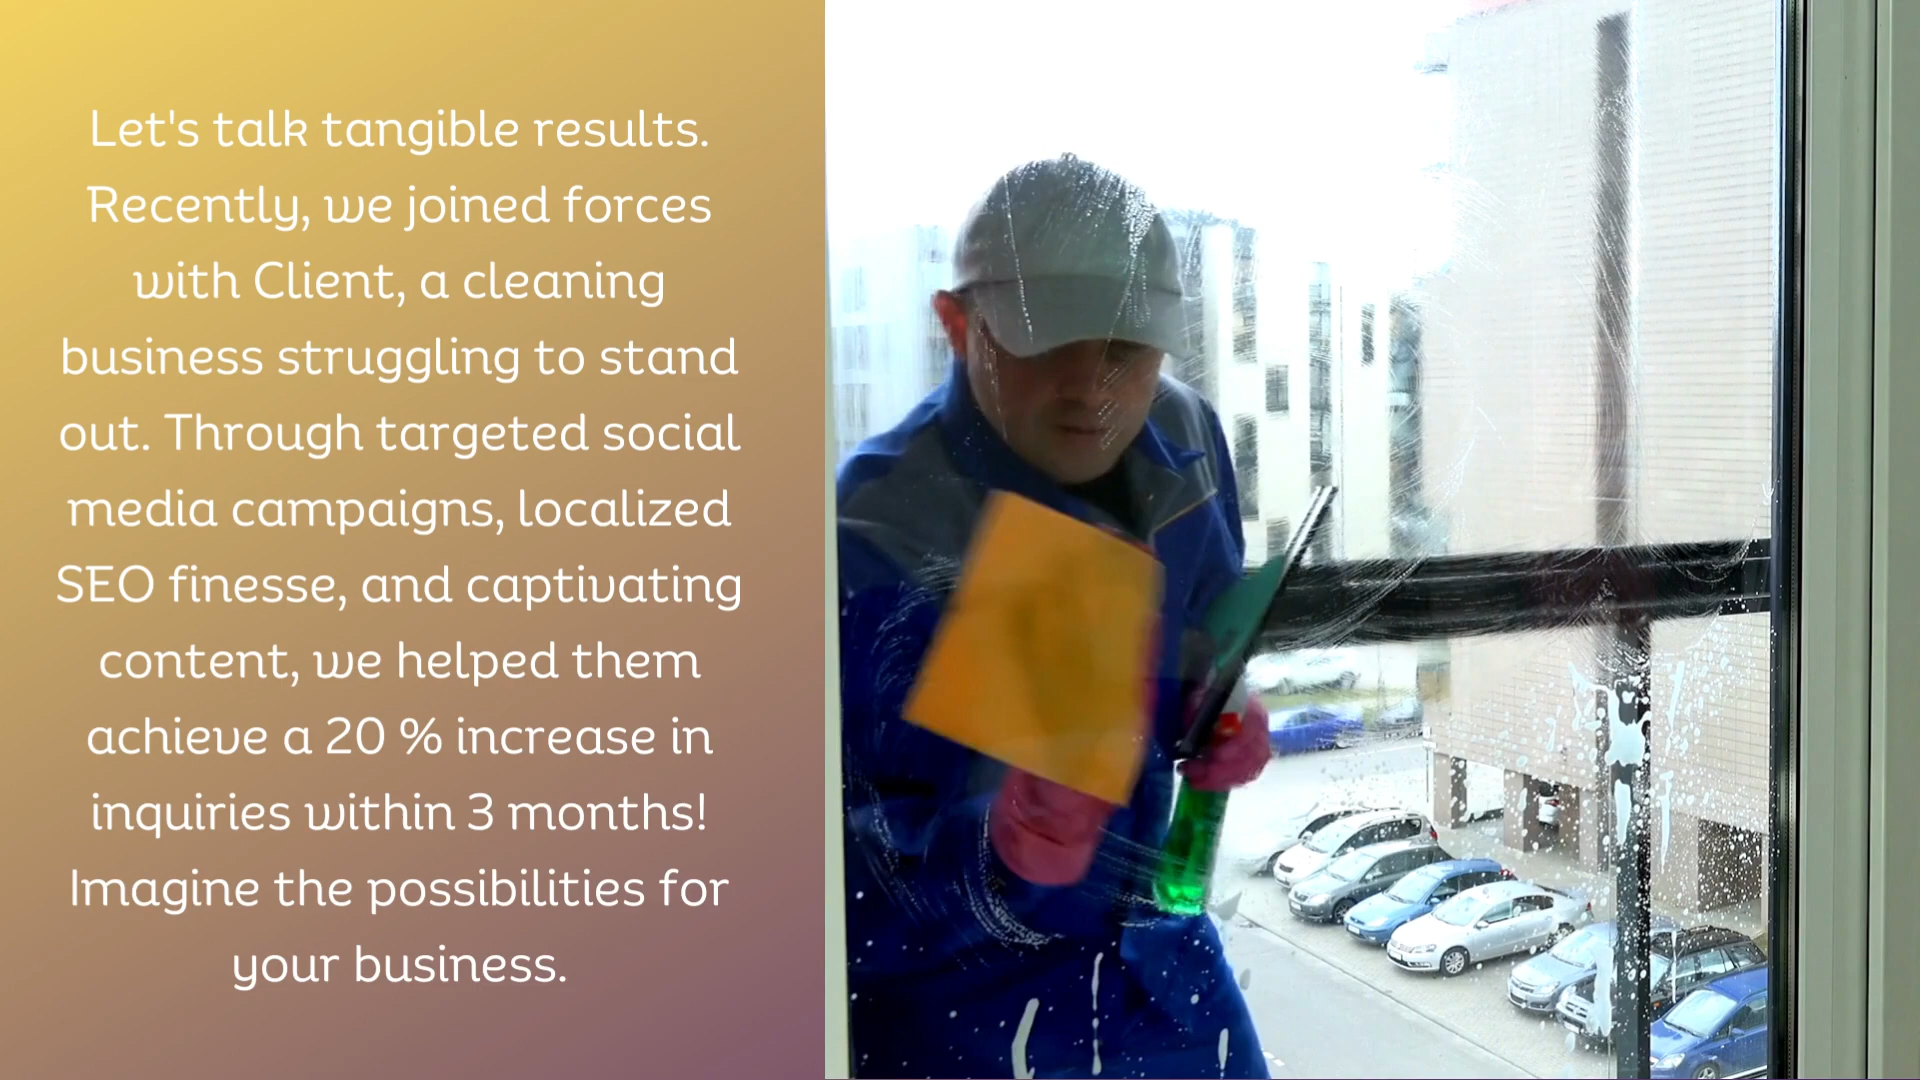 Let's talk tangible results.
Recently, we joined forces
with Client, a cleaning
business struggling to stand
out. Through targeted social
media campaigns, localized
SEO finesse, and captivating
content, we helped them
achieve a 20 % increase in
inquiries within 3 months!
Imagine the possibilities for
your business.